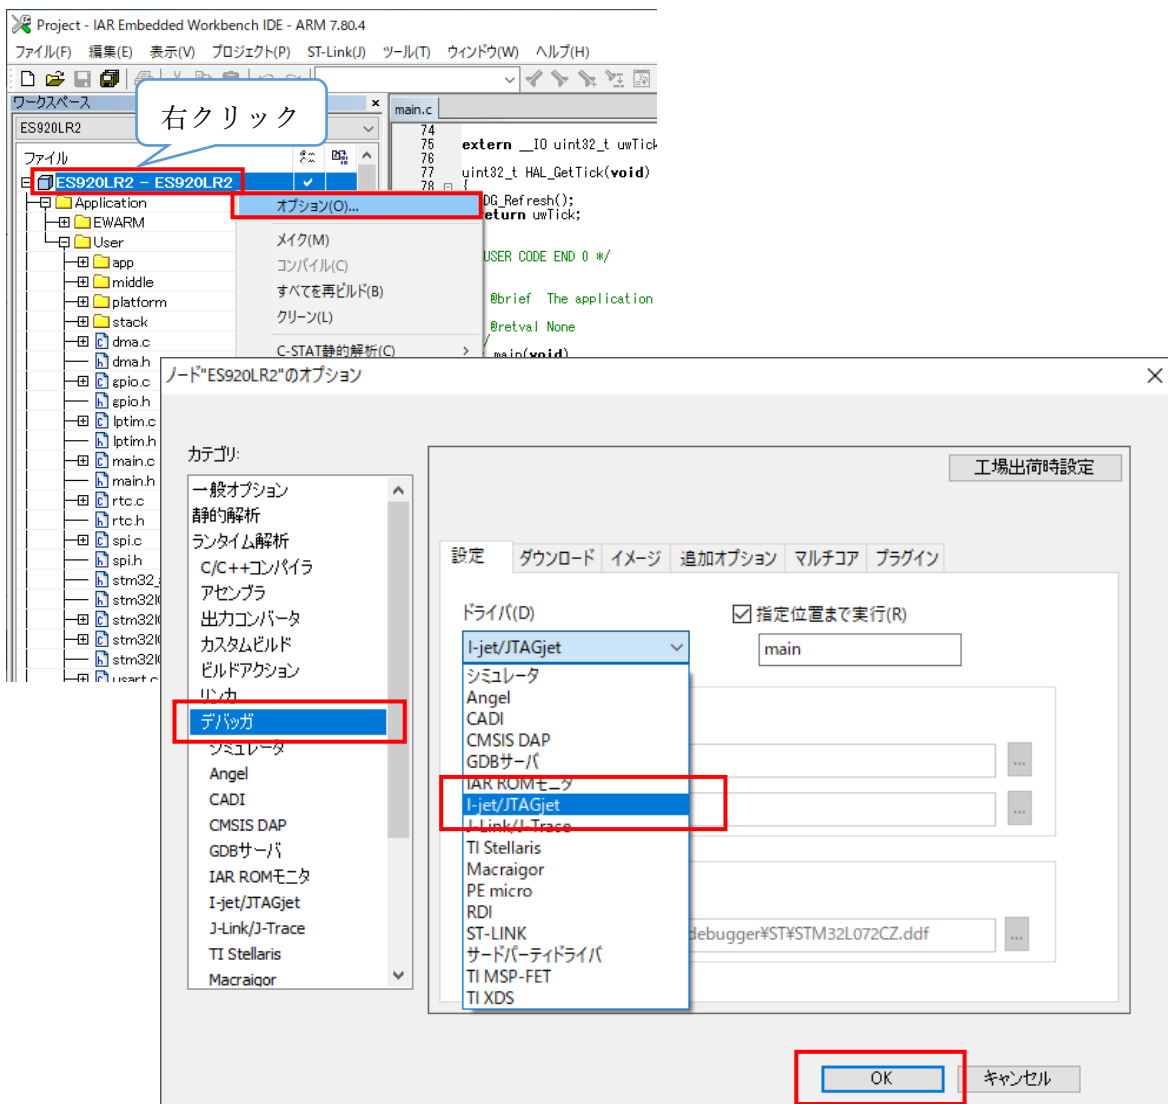 Project - IAR Embedded Workbench IDE - ARM 7.80.4
ファイル(F) 編集(E) 表示(V) プロジェクト(P) ST-Link(J) ツール(T) ウィンドウ(W) ヘルプ(H)
ワークスペース
右クリック
ES920LR2
ファイル
ES920LR2 - ES920LR2
Application
EWARM
User
app
middle
platform
stack
dma.c
dma.h
gpio.c
gpio.h
lptim.c
lptim.h
main.c
main.h
rtc.c
rtc.h
spi.c
spi.h
stm32
stm32l
stm32l
stm32l
stm32l
usart.c
オプション(O)...
メイク(M)
コンパイル(C)
すべてを再ビルド(B)
クリーン(L)
C-STAT静的解析(C)
main.c
74
75 extern __IO uint32_t uwTick
76
77 uint32_t HAL_GetTick(void)
78 {
DG_Refresh();
eturn uwTick;
USER CODE END 0 */
@brief The application
@retval None
main(void)
ノード"ES920LR2"のオプション
カテゴリ:
一般オプション
静的解析
ランタイム解析
C/C++コンパイラ
アセンブラ
出力コンバータ
カスタムビルド
ビルドアクション
リンカ
デバッガ
シミュレータ
Angel
CADI
CMSIS DAP
GDBサーバ
IAR ROMモニタ
I-jet/JTAGjet
J-Link/J-Trace
TI Stellaris
Macraigor
工場出荷時設定
設定 ダウンロード イメージ 追加オプション マルチコア プラグイン
ドライバ(D)
指定位置まで実行(R)
I-jet/JTAGjet
main
シミュレータ
Angel
CADI
CMSIS DAP
GDBサーバ
IAR ROMモニタ
I-jet/JTAGjet
J-Link/J-Trace
TI Stellaris
Macraigor
PE micro
RDI
ST-LINK
サードパーティドライバ
TI MSP-FET
TI XDS
...
...
debugger¥ST¥STM32L072CZ.ddf
...
OK
キャンセル